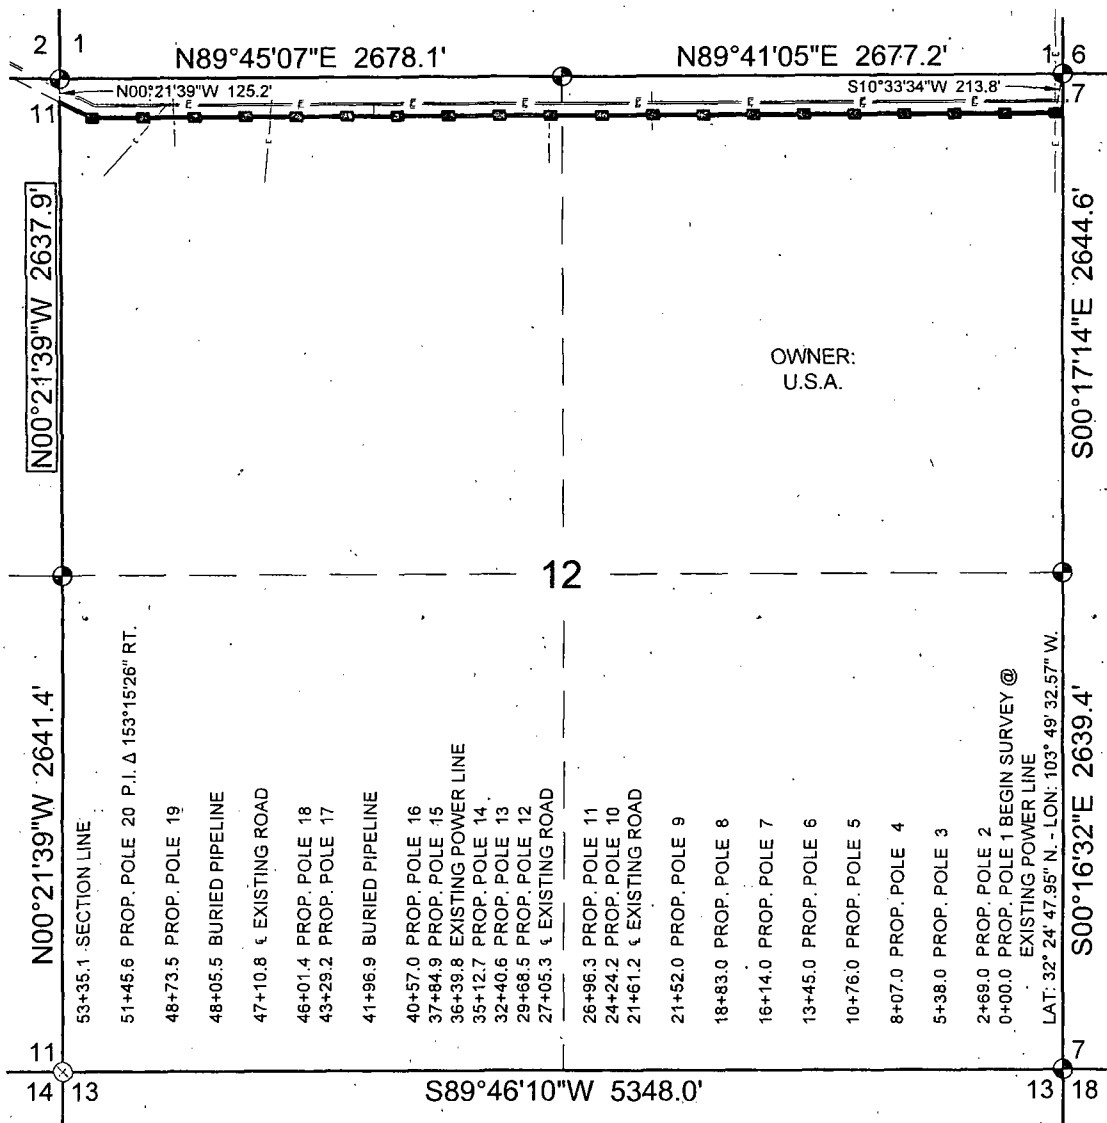 2 1
N89°45'07"E 2678.1'
N89°41'05"E 2677.2'
1 6
N00°21'39"W 125.2'
S10°33'34"W 213.8'
11
7
E E E E E E E E
N00°21'39"W 2637.9'
S00°17'14"E 2644.6'
OWNER:
U.S.A.
12
N00°21'39"W 2641.4'
S00°16'32"E 2639.4'
53+35.1 SECTION LINE
51+45.6 PROP. POLE 20 P.I. Δ 153°15'26" RT.
48+73.5 PROP. POLE 19
48+05.5 BURIED PIPELINE
47+10.8 ℄ EXISTING ROAD
46+01.4 PROP. POLE 18
43+29.2 PROP. POLE 17
41+96.9 BURIED PIPELINE
40+57.0 PROP. POLE 16
37+84.9 PROP. POLE 15
36+39.8 EXISTING POWER LINE
35+12.7 PROP. POLE 14
32+40.6 PROP. POLE 13
29+68.5 PROP. POLE 12
27+05.3 ℄ EXISTING ROAD
26+96.3 PROP. POLE 11
24+24.2 PROP. POLE 10
21+61.2 ℄ EXISTING ROAD
21+52.0 PROP. POLE 9
18+83.0 PROP. POLE 8
16+14.0 PROP. POLE 7
13+45.0 PROP. POLE 6
10+76.0 PROP. POLE 5
8+07.0 PROP. POLE 4
5+38.0 PROP. POLE 3
2+69.0 PROP. POLE 2
0+00.0 PROP. POLE 1 BEGIN SURVEY @
EXISTING POWER LINE
LAT: 32° 24' 47.95" N. - LON: 103° 49' 32.57" W.
11
7
14 13
S89°46'10"W 5348.0'
13 18